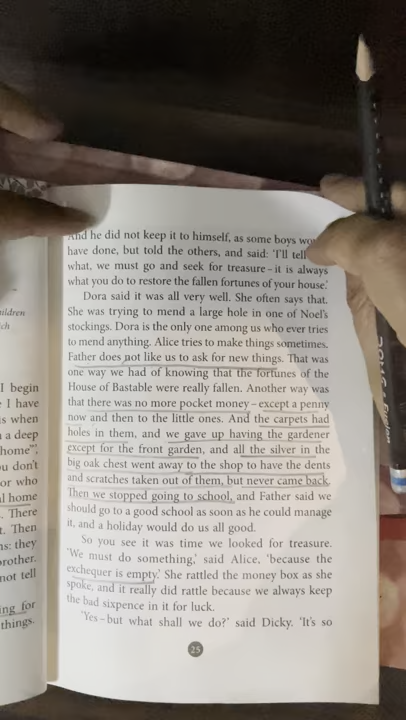 And he did not keep it to himself, as some boys
have done, but told the others, and said: 'I'll tell
what, we must go and seek for treasure – it is always
what you do to restore the fallen fortunes of your house.'
Dora said it was all very well. She often says that.
She was trying to mend a large hole in one of Noel's
stockings. Dora is the only one among us who ever tries
to mend anything. Alice tries to make things sometimes.
Father does not like us to ask for new things. That was
one way we had of knowing that the fortunes of the
House of Bastable were really fallen. Another way was
that there was no more pocket money – except a penny
now and then to the little ones. And the carpets had
holes in them, and we gave up having the gardener
except for the front garden, and all the silver in the
big oak chest went away to the shop to have the dents
and scratches taken out of them, but never came back.
Then we stopped going to school, and Father said we
should go to a good school as soon as he could manage
it, and a holiday would do us all good.
So you see it was time we looked for treasure.
'We must do something,' said Alice, 'because the
exchequer is empty.' She rattled the money box as she
spoke, and it really did rattle because we always keep
the bad sixpence in it for luck.
'Yes – but what shall we do?' said Dicky. 'It's so
25
I begin
I have
is when
a deep
home"',
u don't
or who
home
There
Then
they
not tell
ing for
things.